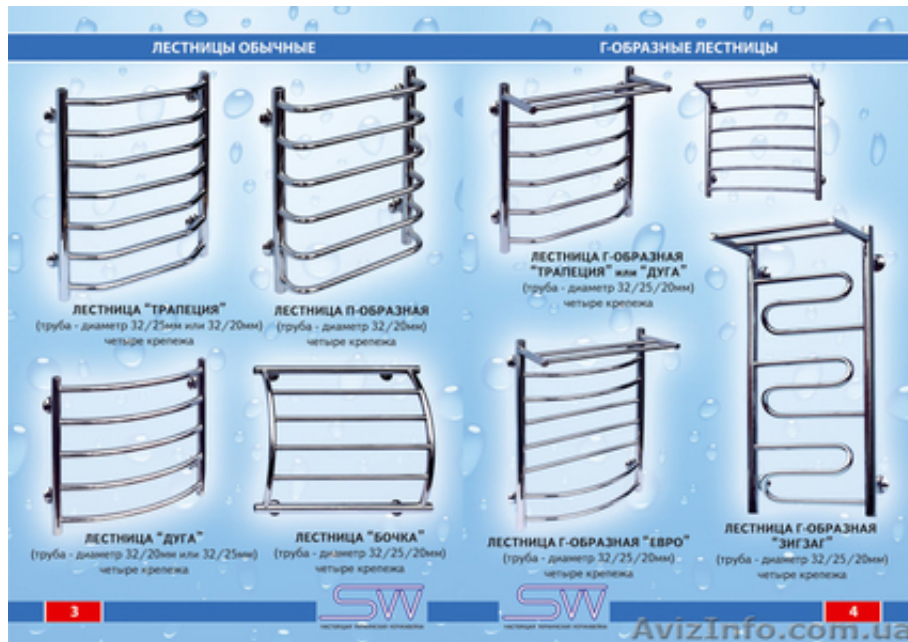 ЛЕСТНИЦЫ ОБЫЧНЫЕ
ЛЕСТНИЦА "ТРАПЕЦИЯ"
(труба - диаметр 32/25мм или 32/20мм)
четыре крепежа
ЛЕСТНИЦА П-ОБРАЗНАЯ
(труба - диаметр 32/20мм)
четыре крепежа
ЛЕСТНИЦА "ДУГА"
(труба - диаметр 32/20мм или 32/25мм)
четыре крепежа
ЛЕСТНИЦА "БОЧКА"
(труба - диаметр 32/25/20мм)
четыре крепежа
3
SW
Г-ОБРАЗНЫЕ ЛЕСТНИЦЫ
ЛЕСТНИЦА Г-ОБРАЗНАЯ
"ТРАПЕЦИЯ" или "ДУГА"
(труба - диаметр 32/25/20мм)
четыре крепежа
ЛЕСТНИЦА Г-ОБРАЗНАЯ "ЕВРО"
(труба - диаметр 32/25/20мм)
четыре крепежа
ЛЕСТНИЦА Г-ОБРАЗНАЯ
"ЗИГЗАГ"
(труба - диаметр 32/25/20мм)
четыре крепежа
SW
4
AvizInfo.com.ua